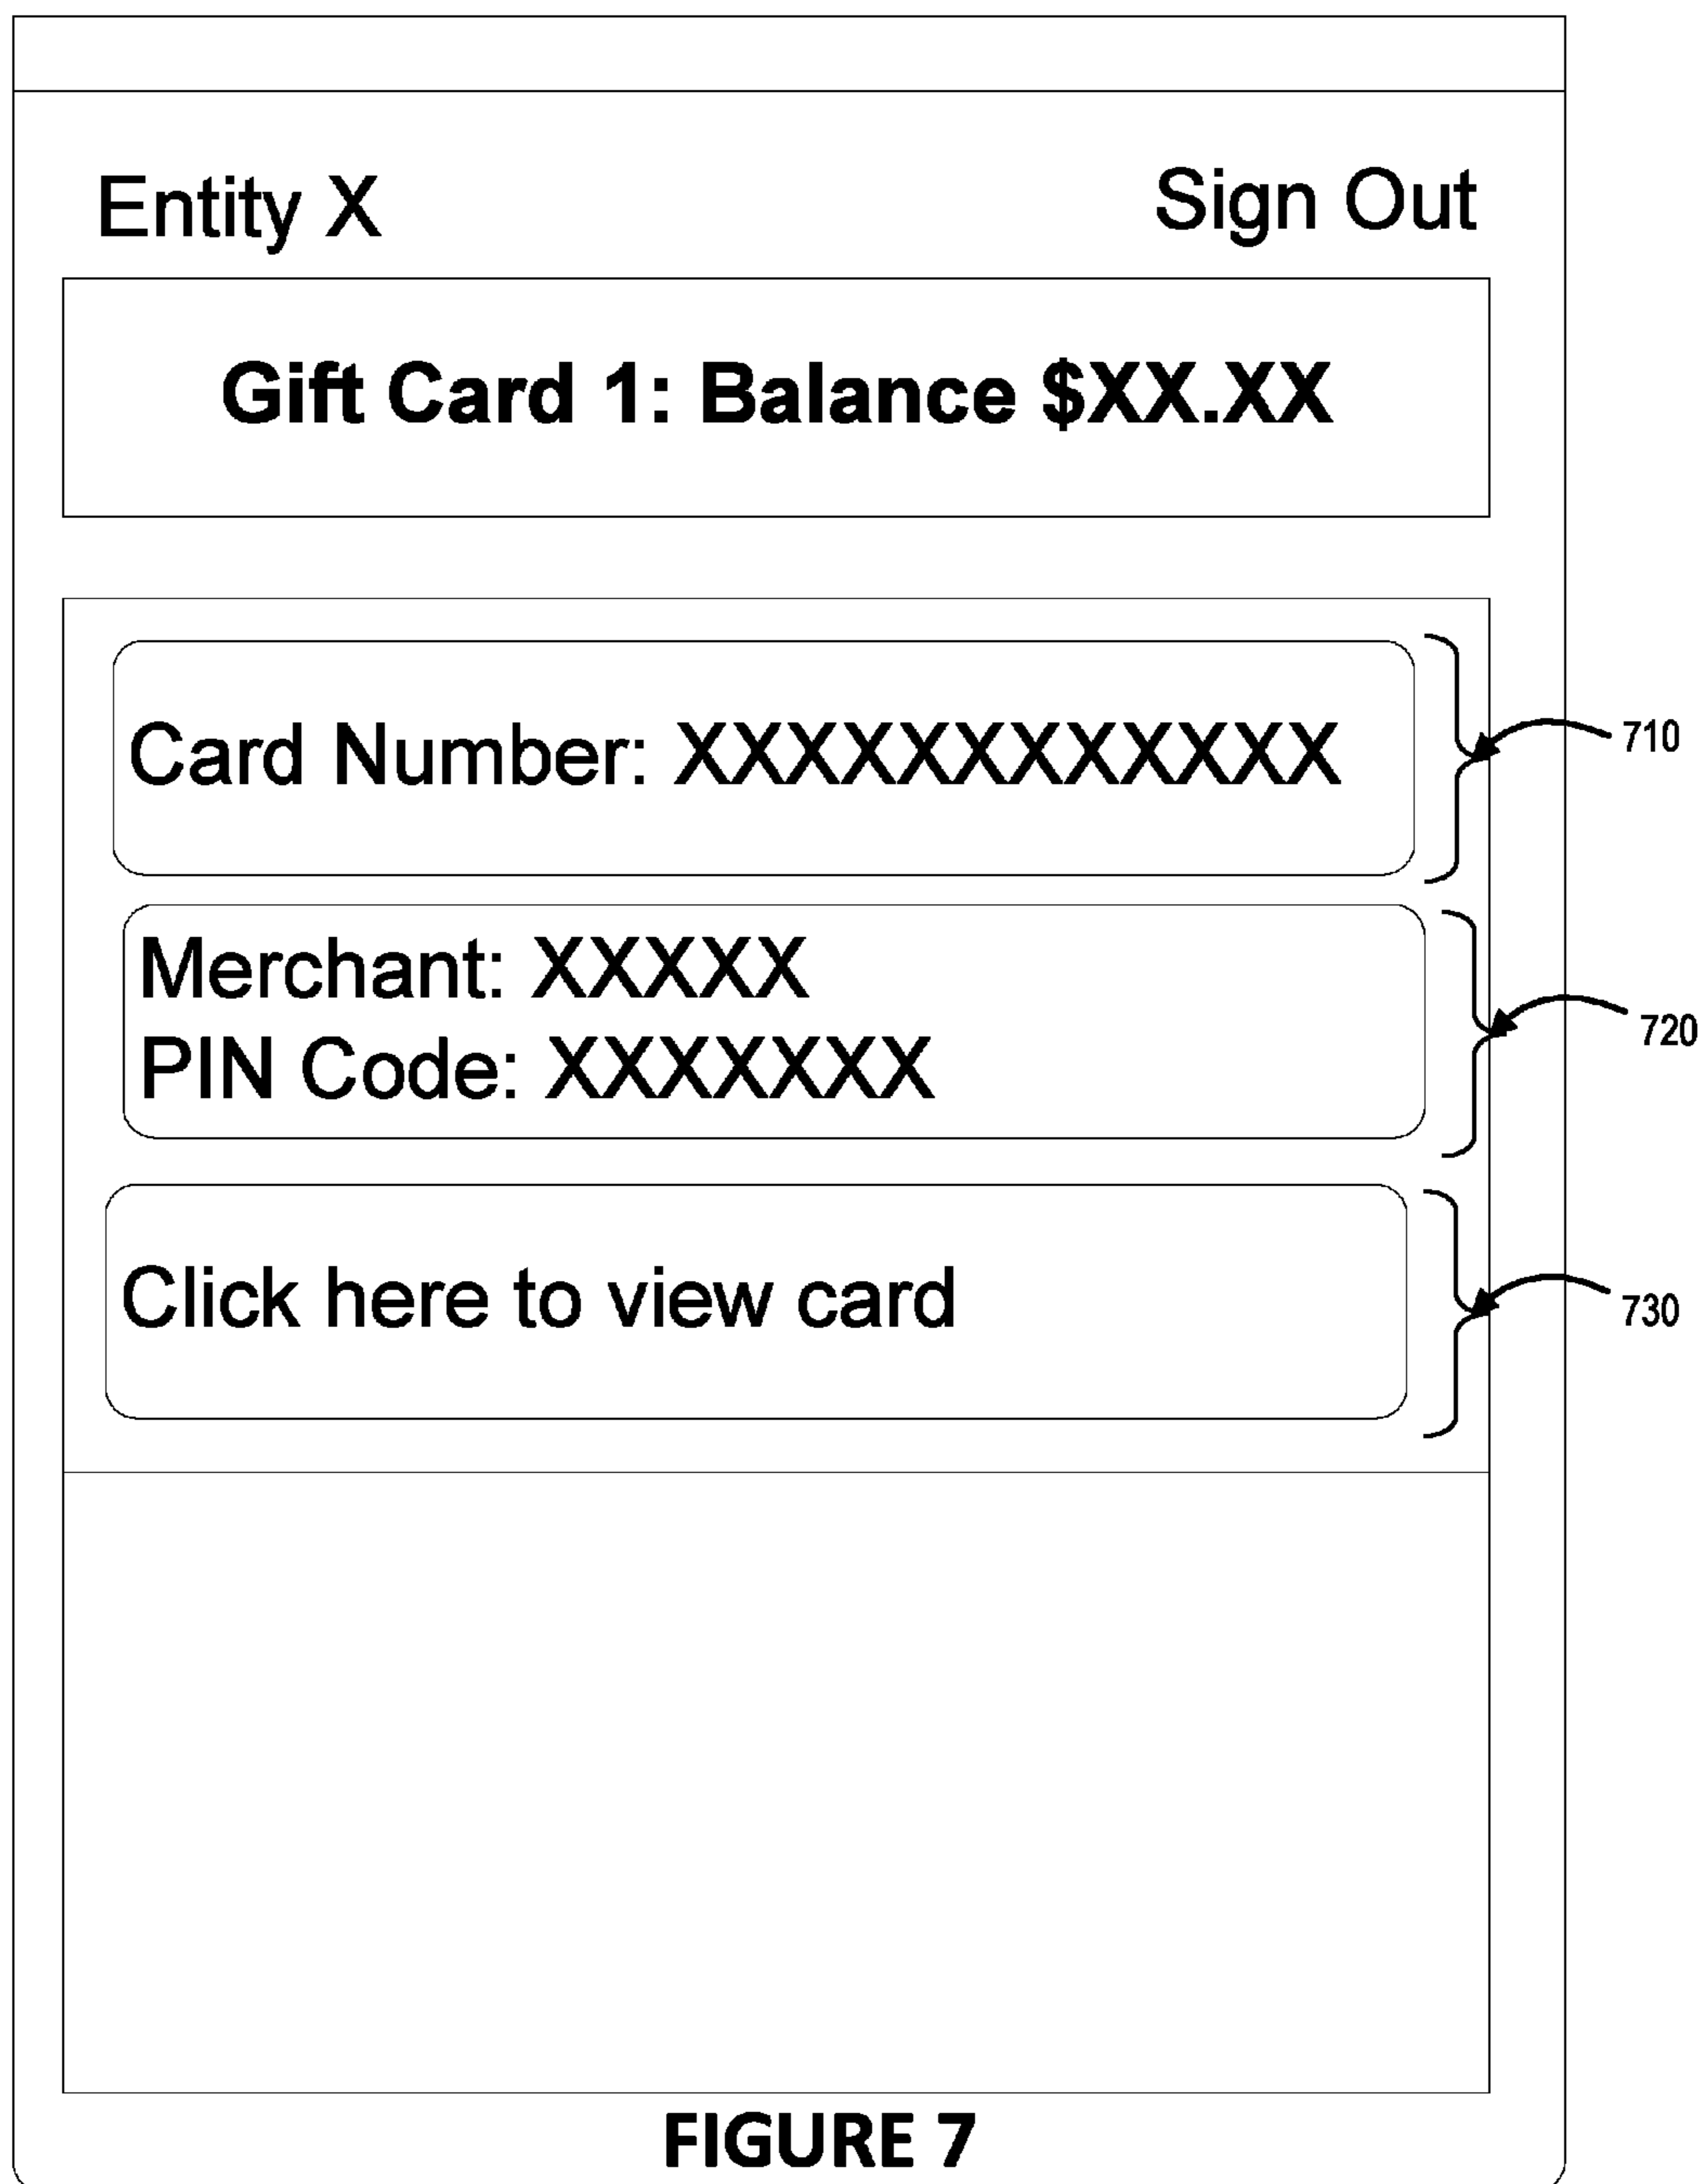 Entity X Sign Out
Gift Card 1: Balance $XX.XX
Card Number: XXXXXXXXXXXX
710
Merchant: XXXXX
PIN Code: XXXXXXX
720
Click here to view card
730
FIGURE 7